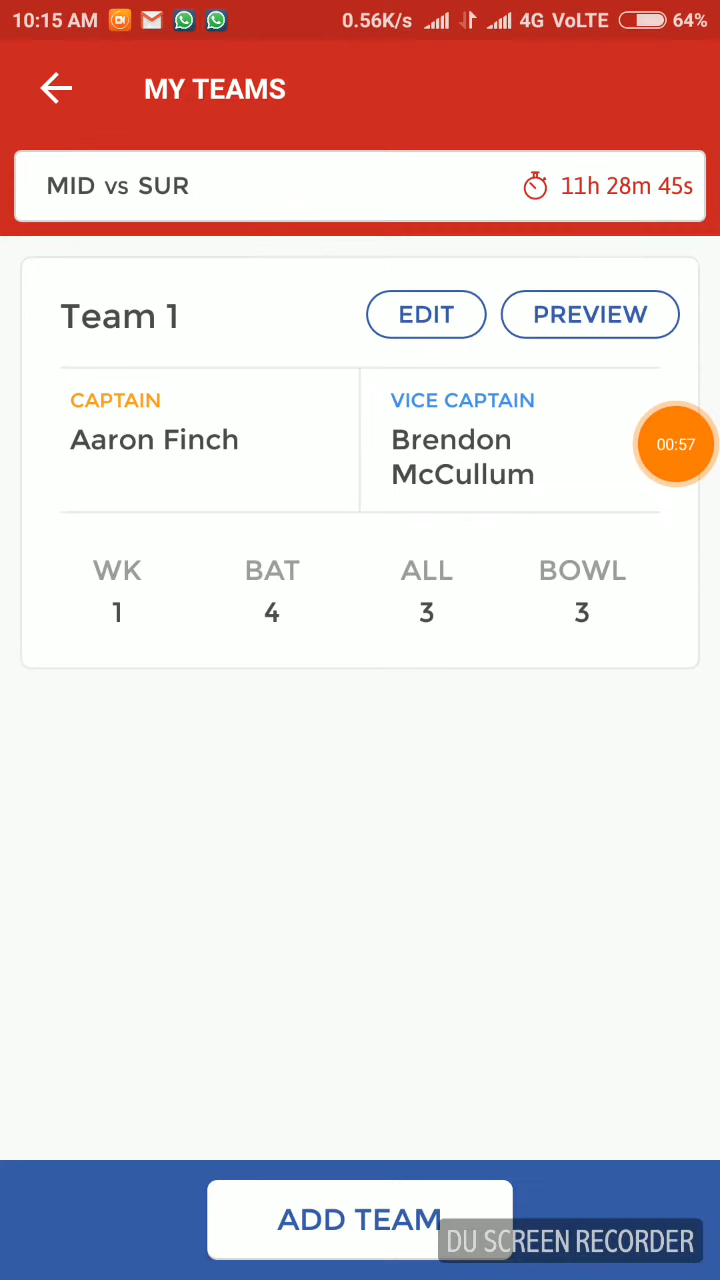 10:15 AM 0.56K/s 4G VoLTE 64%
MY TEAMS
MID vs SUR 11h 28m 45s
Team 1 EDIT PREVIEW
CAPTAIN VICE CAPTAIN
Aaron Finch Brendon
McCullum
00:57
WK BAT ALL BOWL
1 4 3 3
ADD TEAM
DU SCREEN RECORDER